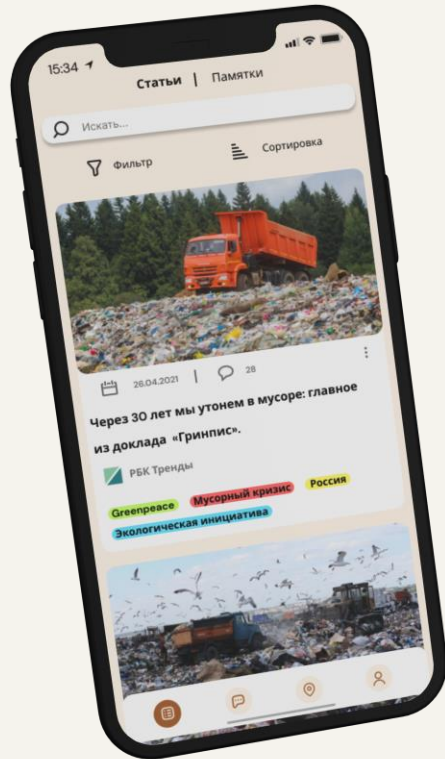 15:34
Статьи | Памятки
Искать...
Фильтр
Сортировка
26.04.2021 | 28
Через 30 лет мы утонем в мусоре: главное
из доклада «Гринпис».
РБК Тренды
Greenpeace Мусорный кризис Россия
Экологическая инициатива